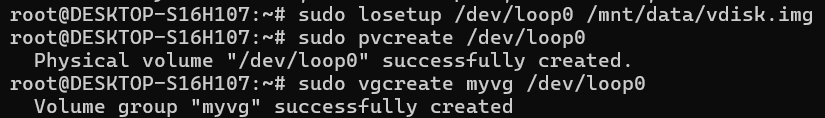 root@DESKTOP-S16H107:~# sudo losetup /dev/loop0 /mnt/data/vdisk.img
root@DESKTOP-S16H107:~# sudo pvcreate /dev/loop0
  Physical volume "/dev/loop0" successfully created.
root@DESKTOP-S16H107:~# sudo vgcreate myvg /dev/loop0
  Volume group "myvg" successfully created